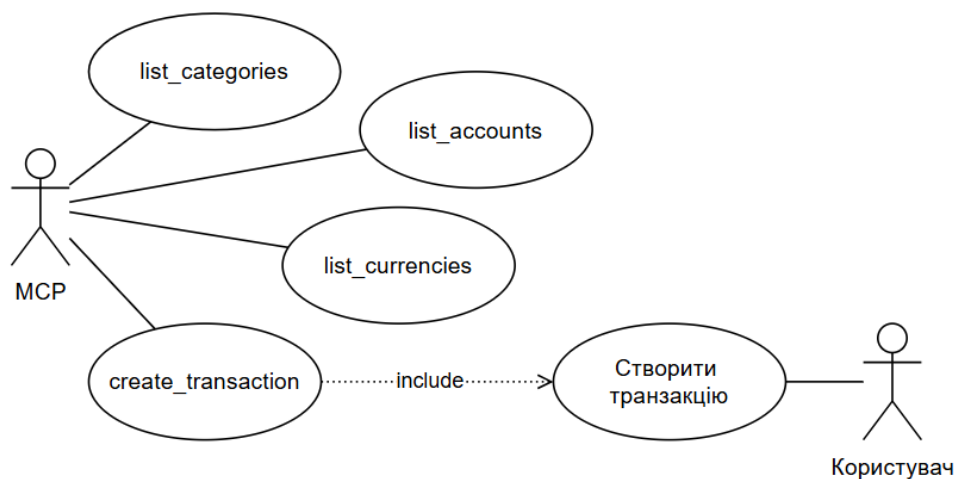 list_categories
list_accounts
list_currencies
MCP
create_transaction
include
Створити
транзакцію
Користувач